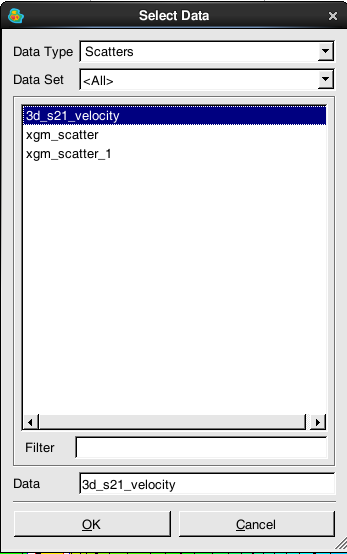 Select Data
Data Type Scatters
Data Set <All>
3d_s21_velocity
xgm_scatter
xgm_scatter_1
Filter
Data 3d_s21_velocity
OK Cancel